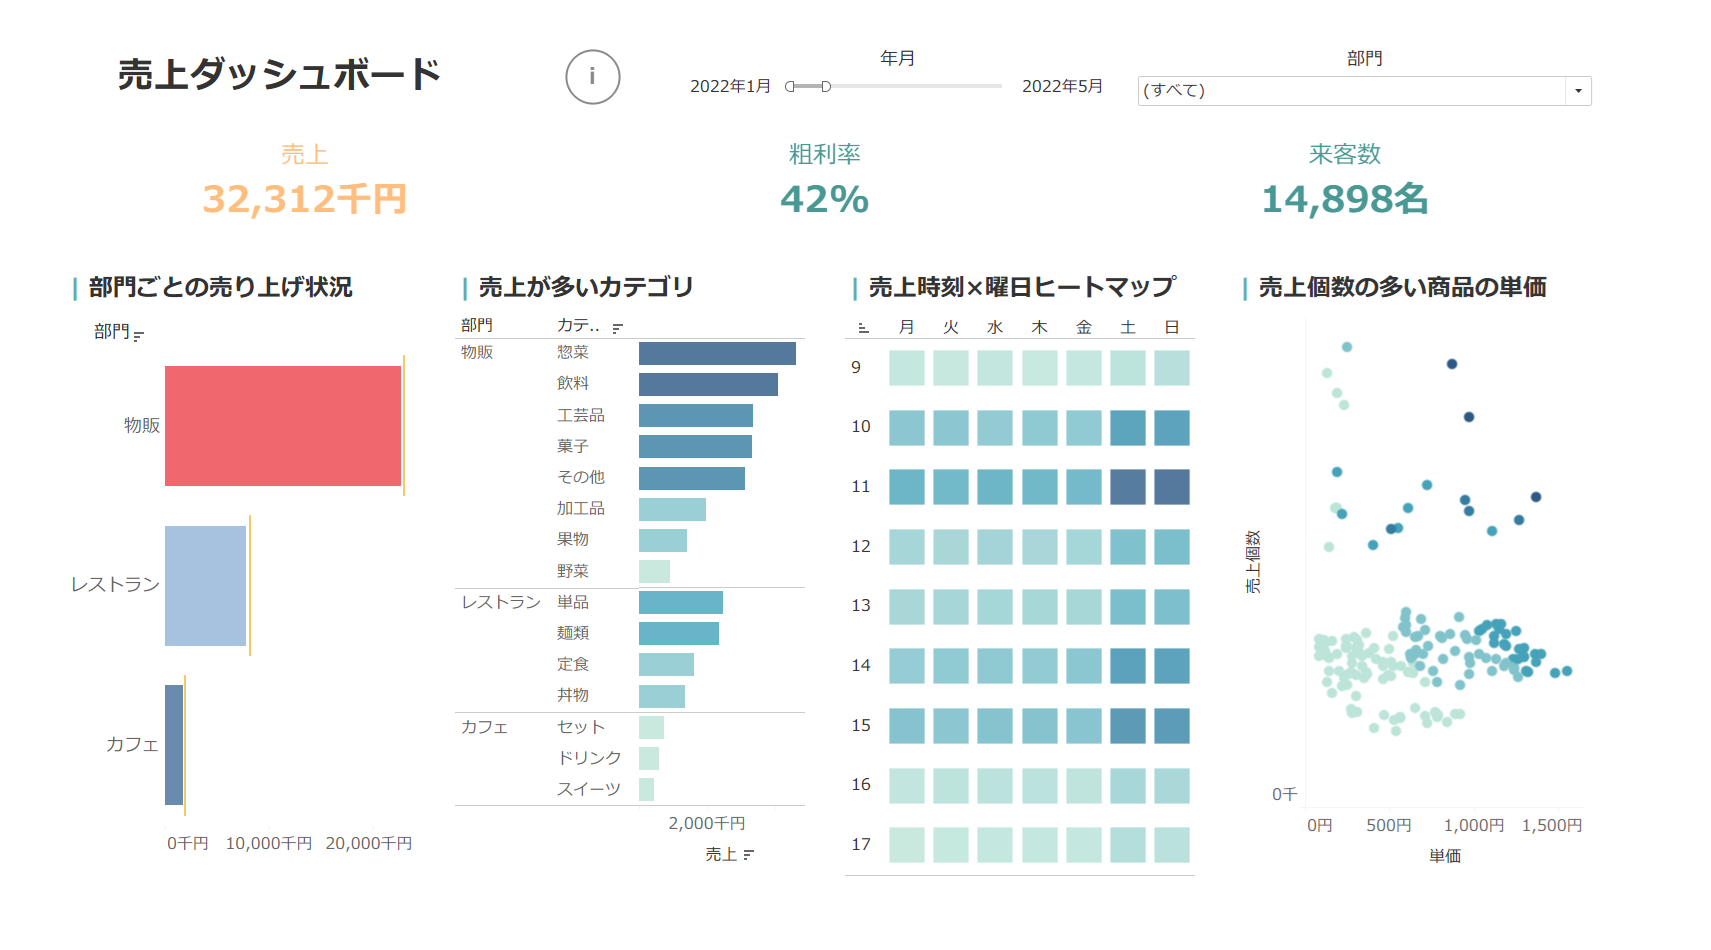 売上ダッシュボード
i
年月
2022年1月
2022年5月
部門
(すべて)
売上
32,312千円
粗利率
42%
来客数
14,898名
部門ごとの売り上げ状況
部門
物販
レストラン
カフェ
0千円 10,000千円 20,000千円
売上が多いカテゴリ
部門 カテ..
物販 惣菜
飲料
工芸品
菓子
その他
加工品
果物
野菜
レストラン 単品
麺類
定食
丼物
カフェ セット
ドリンク
スイーツ
2,000千円
売上
売上時刻×曜日ヒートマップ
月 火 水 木 金 土 日
9
10
11
12
13
14
15
16
17
売上個数の多い商品の単価
売上個数
0千
0円 500円 1,000円 1,500円
単価